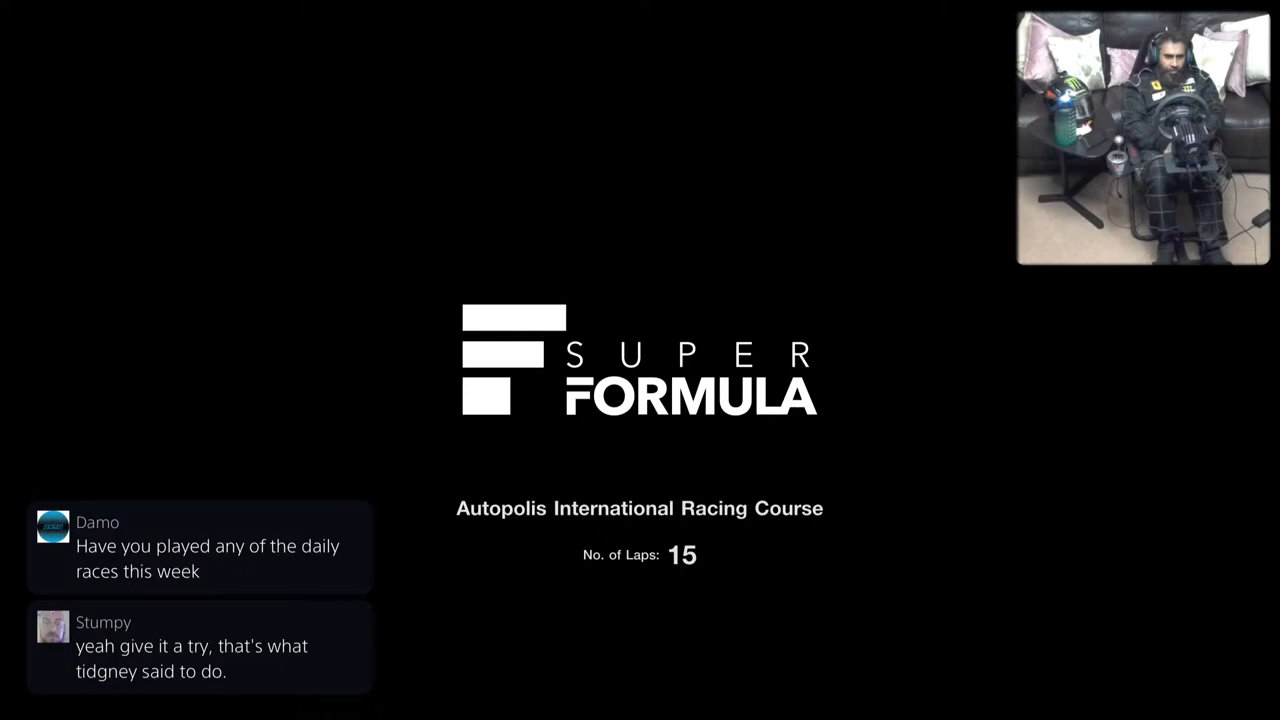 SUPER
FORMULA
Autopolis International Racing Course
No. of Laps: 15
Damo
Have you played any of the daily
races this week
Stumpy
yeah give it a try, that's what
tidgney said to do.